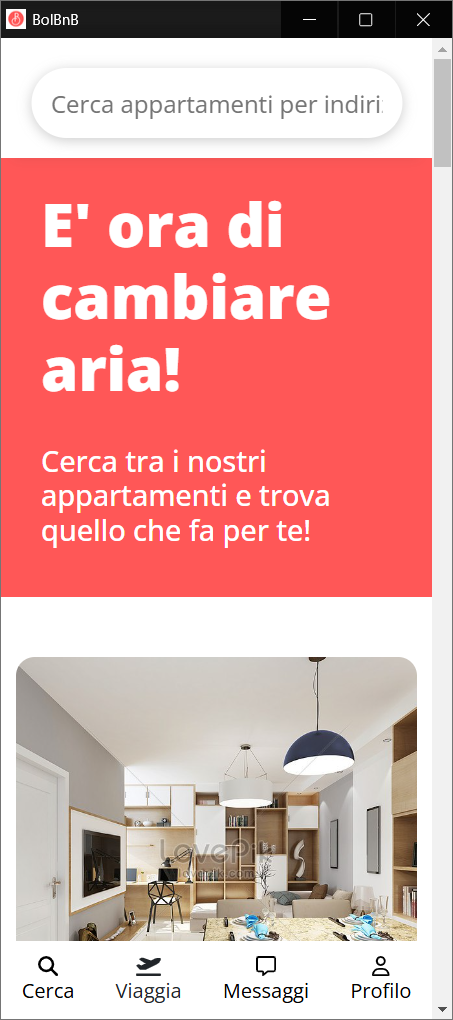 BolBnB
Cerca appartamenti per indiri
E' ora di
cambiare
aria!
Cerca tra i nostri
appartamenti e trova
quello che fa per te!
LovePik
Cerca Viaggia Messaggi Profilo